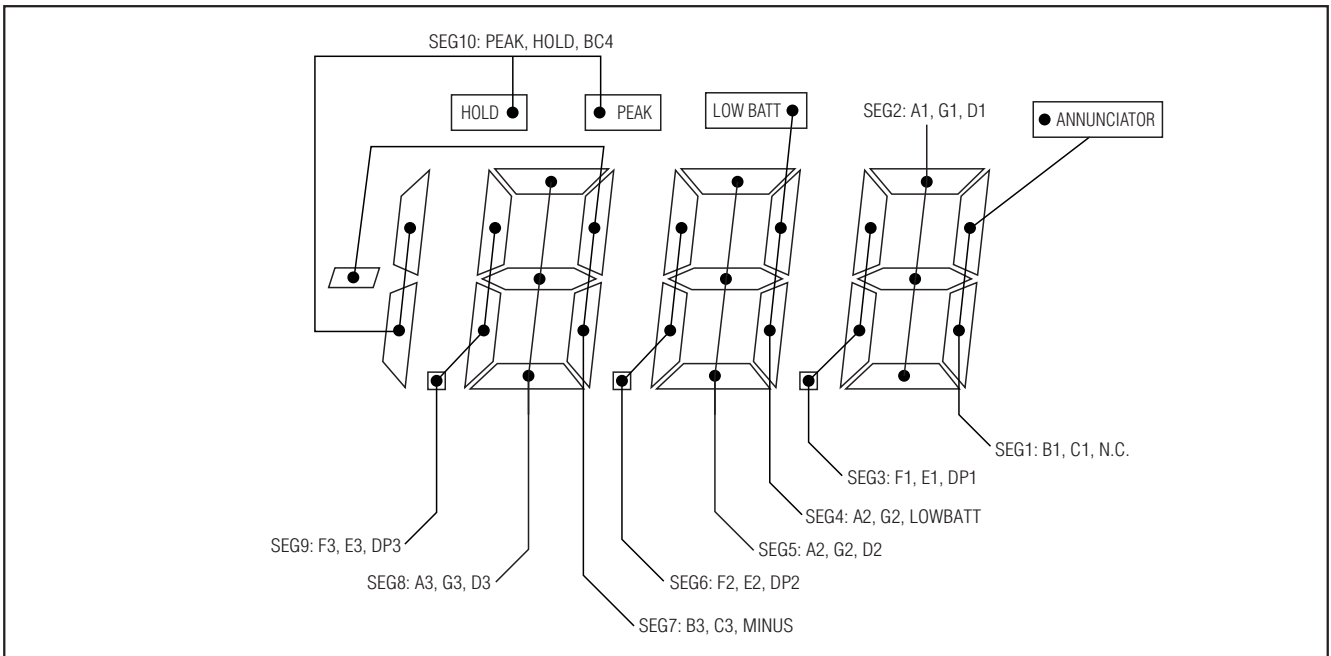 SEG10: PEAK, HOLD, BC4
HOLD
PEAK
LOW BATT
SEG2: A1, G1, D1
ANNUNCIATOR
SEG1: B1, C1, N.C.
SEG3: F1, E1, DP1
SEG4: A2, G2, LOWBATT
SEG9: F3, E3, DP3
SEG5: A2, G2, D2
SEG8: A3, G3, D3
SEG6: F2, E2, DP2
SEG7: B3, C3, MINUS